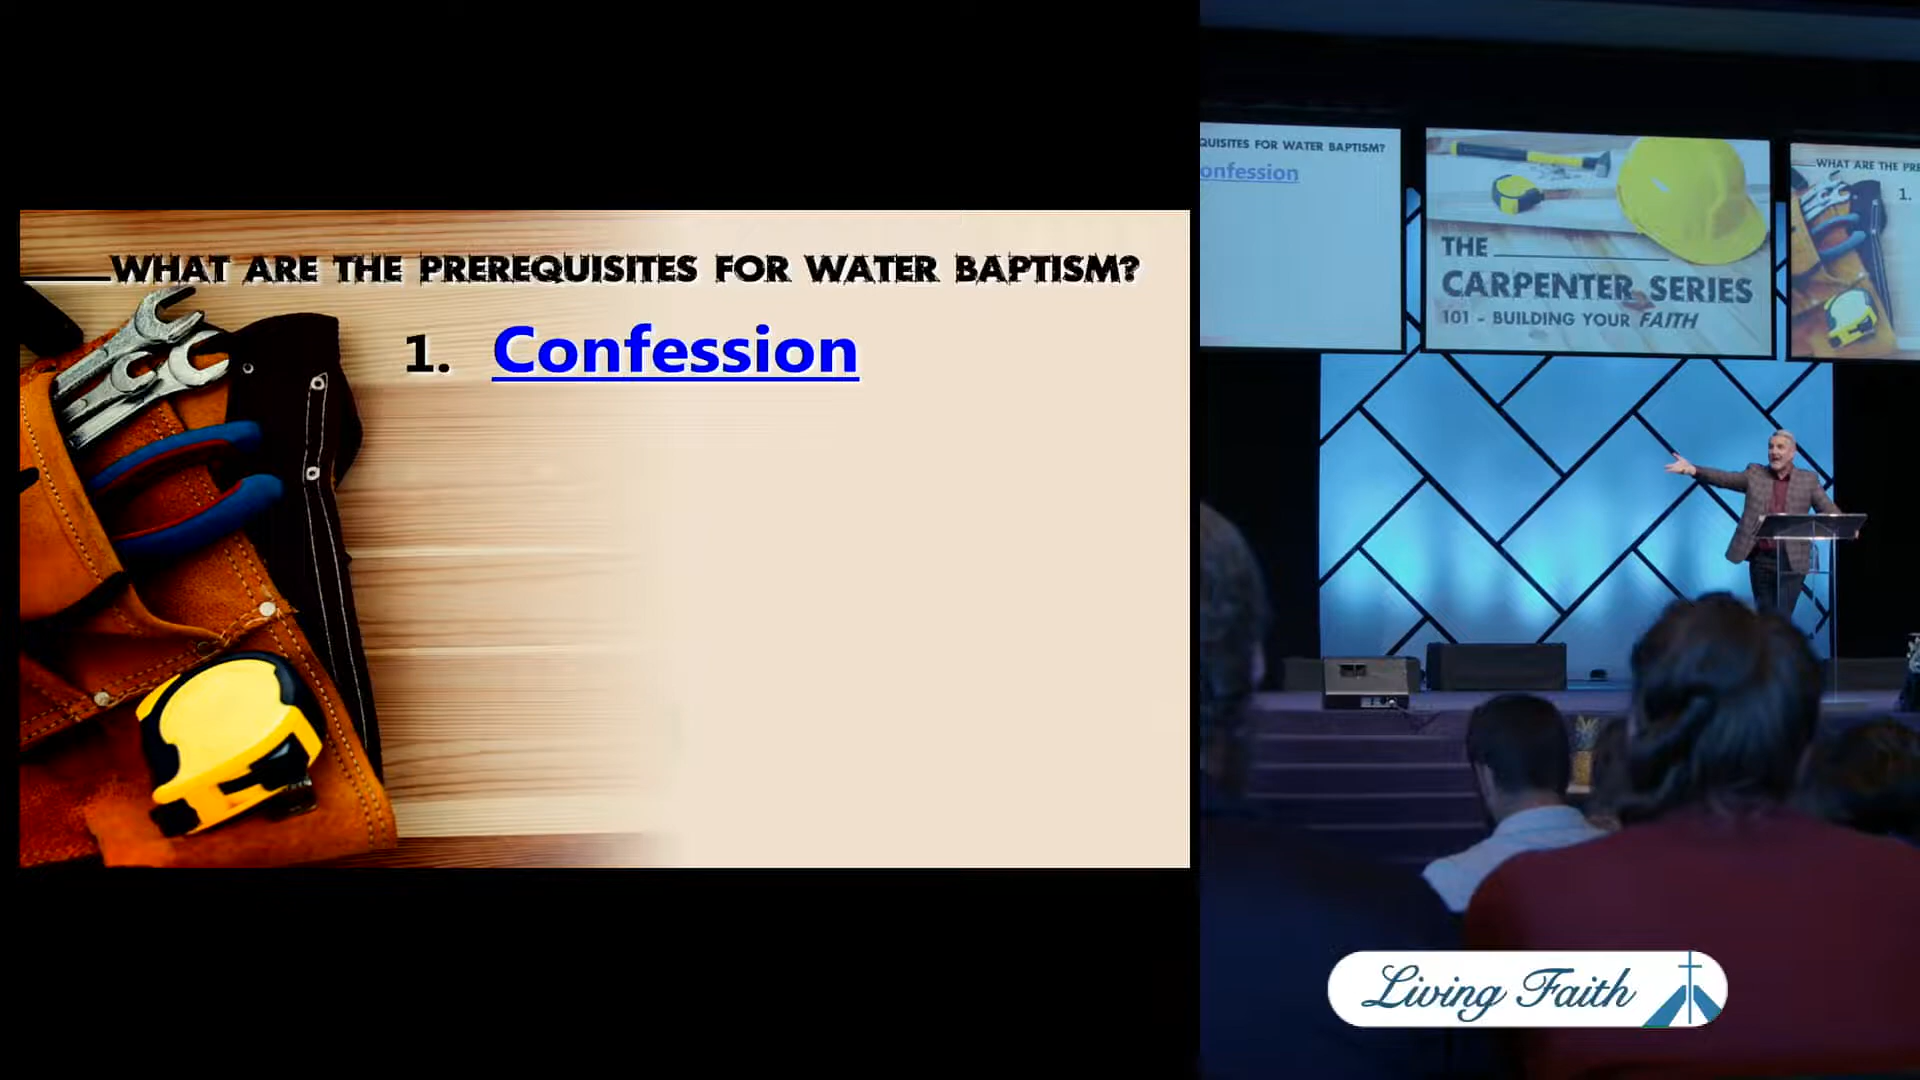 WHAT ARE THE PREREQUISITES FOR WATER BAPTISM?
1. Confession
QUISITES FOR WATER BAPTISM?
onfession
THE
CARPENTER SERIES
101 - BUILDING YOUR FAITH
WHAT ARE THE PRE
1.
Living Faith